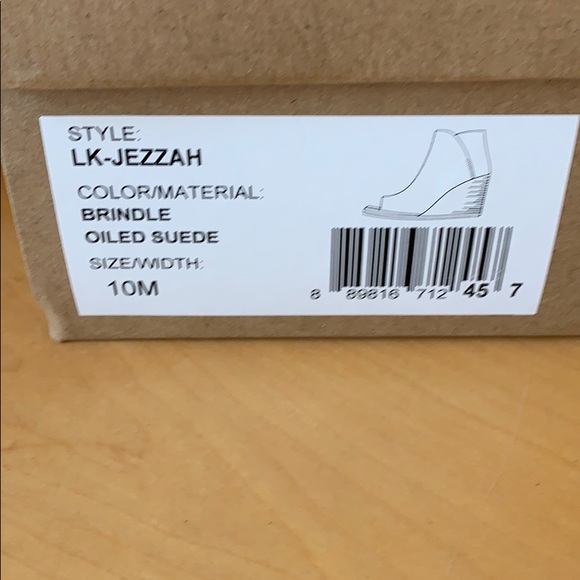 STYLE:
LK-JEZZAH
COLOR/MATERIAL:
BRINDLE
OILED SUEDE
SIZE/WIDTH:
10M
8 89816 712 45 7